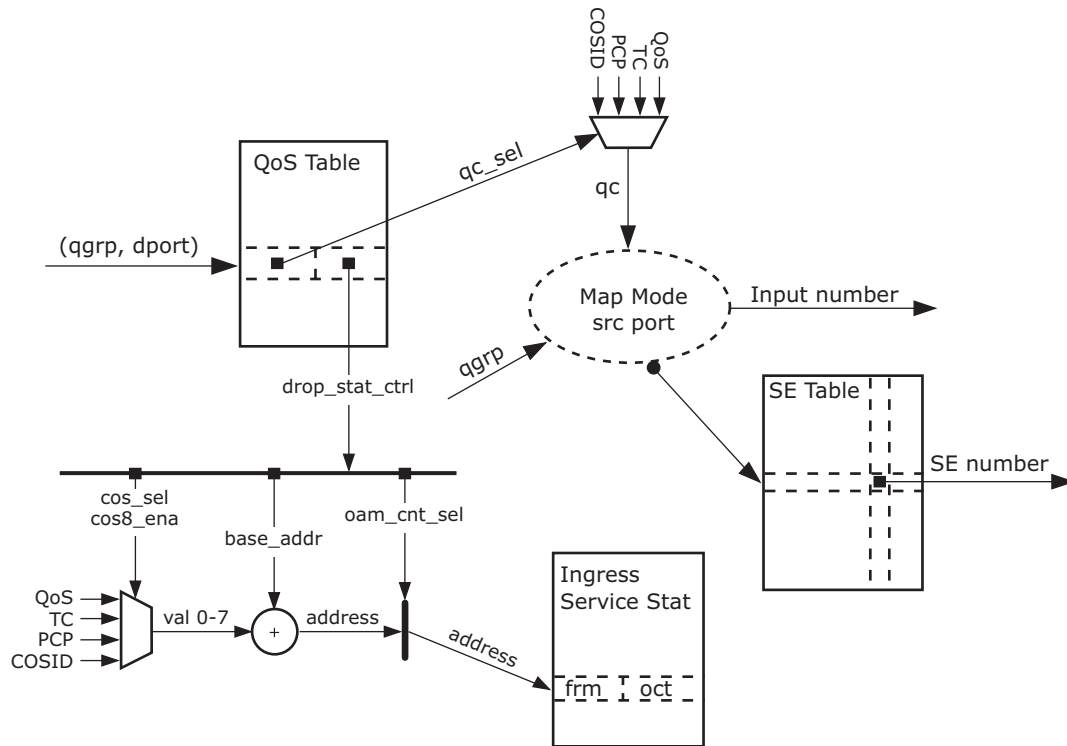 COSID
PCP
TC
QoS
QoS Table
qc_sel
qc
(qgrp, dport)
Map Mode
src port
Input number
qgrp
drop_stat_ctrl
SE Table
SE number
cos_sel
cos8_ena
base_addr
oam_cnt_sel
QoS
TC
PCP
COSID
val 0-7
+
address
address
Ingress
Service Stat
frm
oct